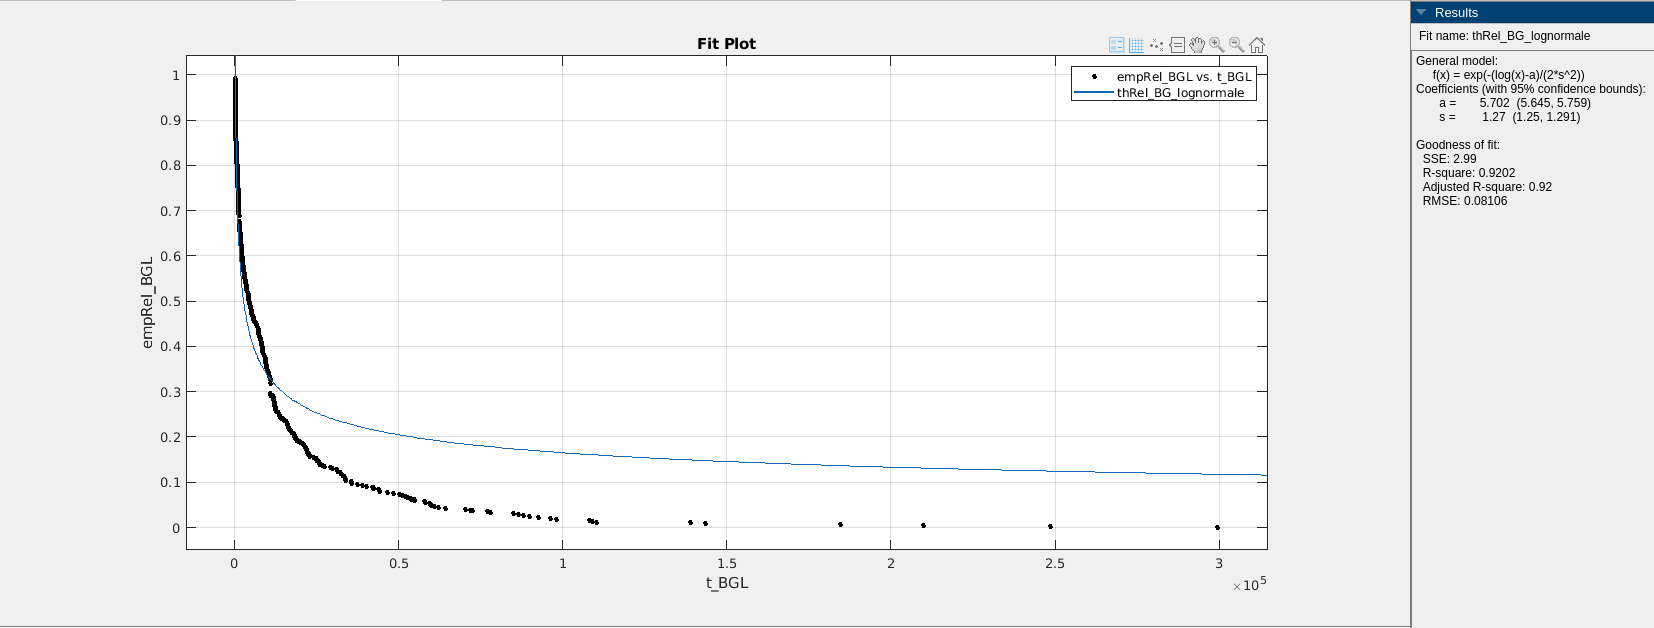 Fit Plot
empRel_BGL vs. t_BGL
thRel_BG_lognormale
1
0.9
0.8
0.7
0.6
0.5
0.4
0.3
0.2
0.1
0
empRel_BGL
0
0.5
1
1.5
2
2.5
3
×10⁵
t_BGL
Results
Fit name: thRel_BG_lognormale
General model:
f(x) = exp(-(log(x)-a)/(2*s^2))
Coefficients (with 95% confidence bounds):
a = 5.702 (5.645, 5.759)
s = 1.27 (1.25, 1.291)
Goodness of fit:
SSE: 2.99
R-square: 0.9202
Adjusted R-square: 0.92
RMSE: 0.08106